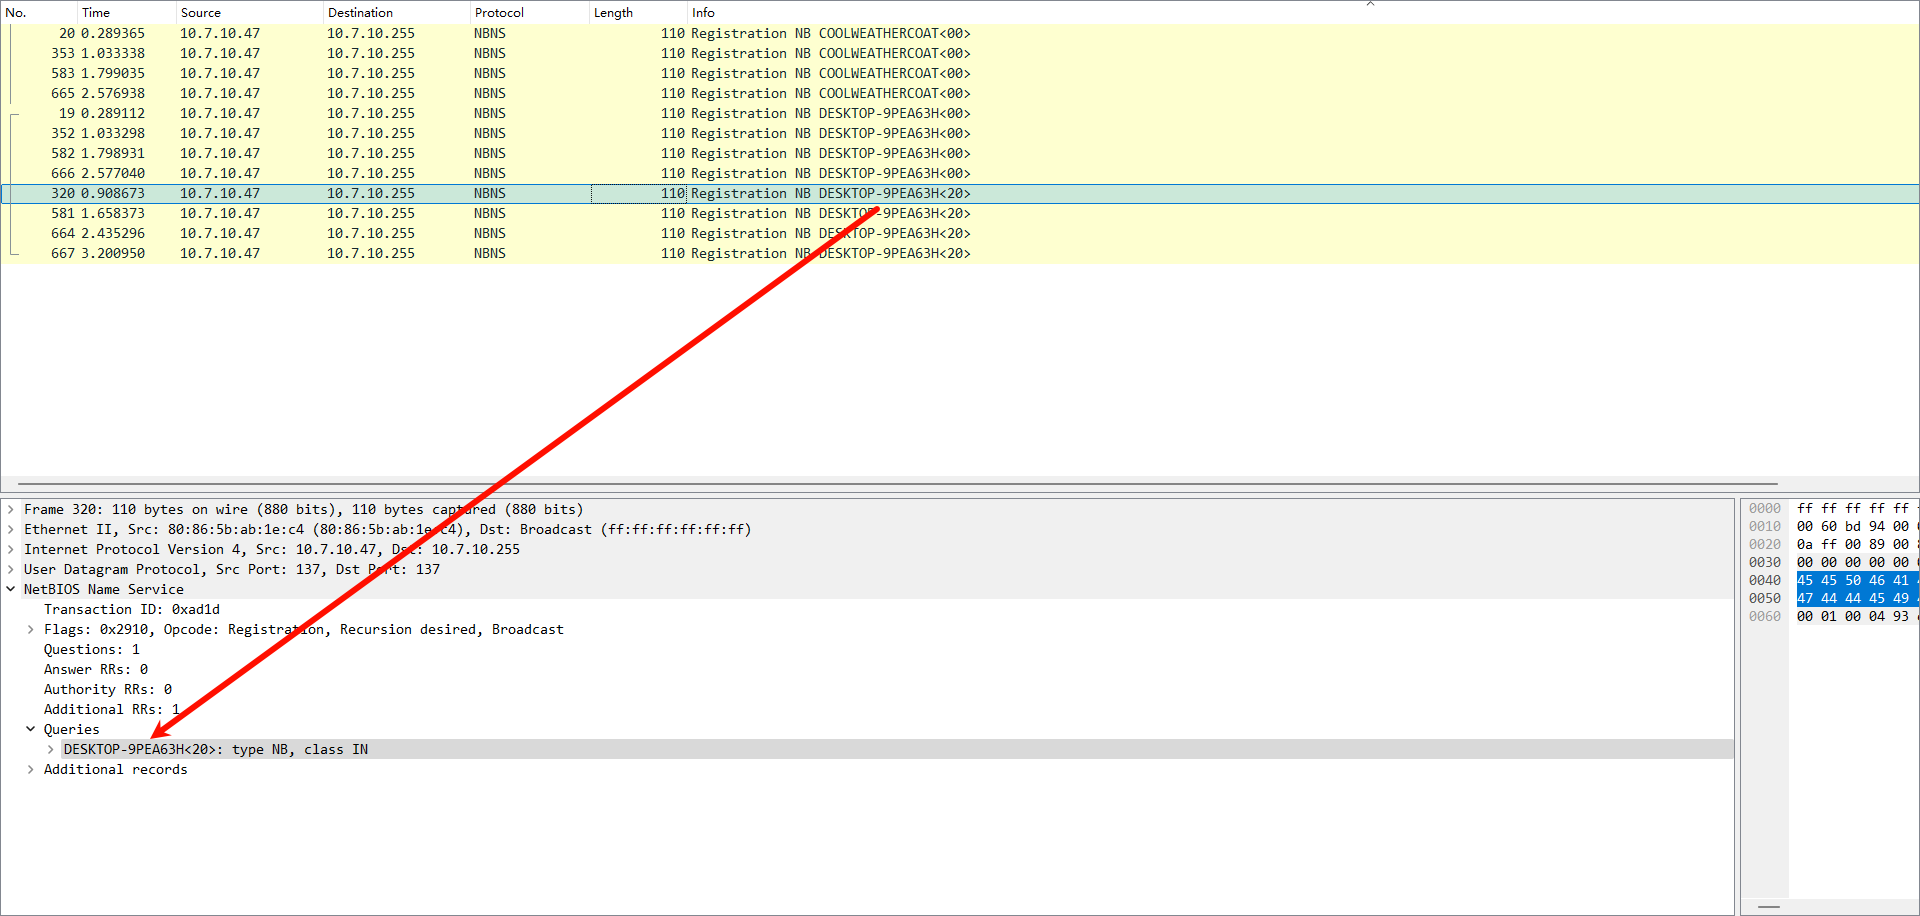 No. Time Source Destination Protocol Length Info
20 0.289365 10.7.10.47 10.7.10.255 NBNS 110 Registration NB COOLWEATHERCOAT<00>
353 1.033338 10.7.10.47 10.7.10.255 NBNS 110 Registration NB COOLWEATHERCOAT<00>
583 1.799035 10.7.10.47 10.7.10.255 NBNS 110 Registration NB COOLWEATHERCOAT<00>
665 2.576938 10.7.10.47 10.7.10.255 NBNS 110 Registration NB COOLWEATHERCOAT<00>
19 0.289112 10.7.10.47 10.7.10.255 NBNS 110 Registration NB DESKTOP-9PEA63H<00>
352 1.033298 10.7.10.47 10.7.10.255 NBNS 110 Registration NB DESKTOP-9PEA63H<00>
582 1.798931 10.7.10.47 10.7.10.255 NBNS 110 Registration NB DESKTOP-9PEA63H<00>
666 2.577040 10.7.10.47 10.7.10.255 NBNS 110 Registration NB DESKTOP-9PEA63H<00>
320 0.908673 10.7.10.47 10.7.10.255 NBNS 110 Registration NB DESKTOP-9PEA63H<20>
581 1.658373 10.7.10.47 10.7.10.255 NBNS 110 Registration NB DESKTOP-9PEA63H<20>
664 2.435296 10.7.10.47 10.7.10.255 NBNS 110 Registration NB DESKTOP-9PEA63H<20>
667 3.200950 10.7.10.47 10.7.10.255 NBNS 110 Registration NB DESKTOP-9PEA63H<20>
Frame 320: 110 bytes on wire (880 bits), 110 bytes captured (880 bits)
Ethernet II, Src: 80:86:5b:ab:1e:c4 (80:86:5b:ab:1e:c4), Dst: Broadcast (ff:ff:ff:ff:ff:ff)
Internet Protocol Version 4, Src: 10.7.10.47, Dst: 10.7.10.255
User Datagram Protocol, Src Port: 137, Dst Port: 137
NetBIOS Name Service
Transaction ID: 0xad1d
Flags: 0x2910, Opcode: Registration, Recursion desired, Broadcast
Questions: 1
Answer RRs: 0
Authority RRs: 0
Additional RRs: 1
Queries
DESKTOP-9PEA63H<20>: type NB, class IN
Additional records
0000 ff ff ff ff ff
0010 00 60 bd 94 00
0020 0a ff 00 89 00
0030 00 00 00 00 00
0040 45 45 50 46 41
0050 47 44 44 45 49
0060 00 01 00 04 93